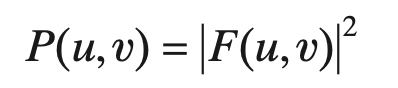 P(u, v) = |F(u, v)|²